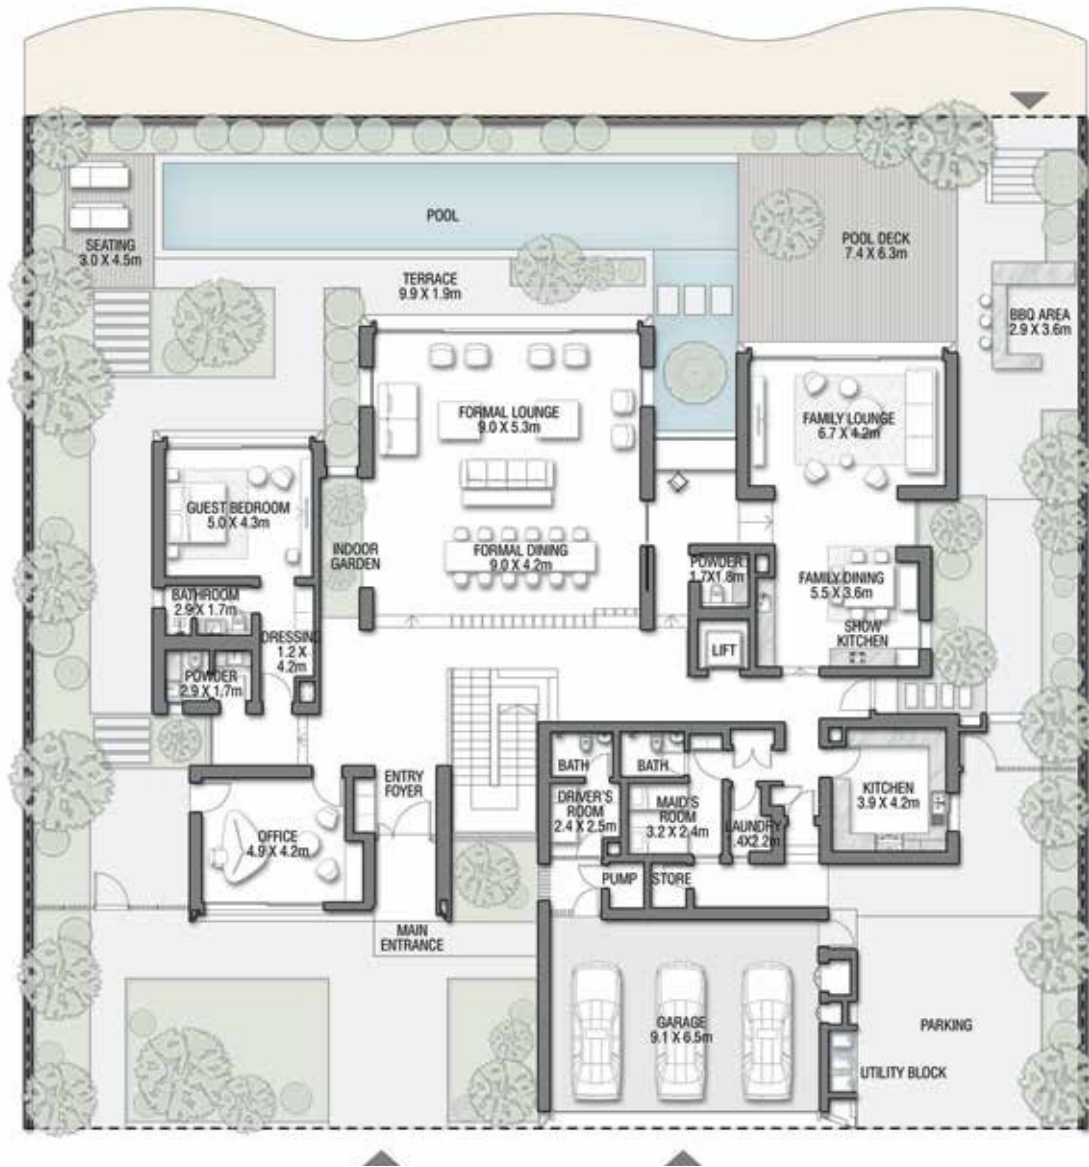 POOL
SEATING
3.0 X 4.5m
POOL DECK
7.4 X 6.3m
TERRACE
9.9 X 1.9m
BBQ AREA
2.9 X 3.6m
FORMAL LOUNGE
9.0 X 5.3m
FAMILY LOUNGE
6.7 X 4.2m
GUEST BEDROOM
5.0 X 4.3m
INDOOR
GARDEN
FORMAL DINING
9.0 X 4.2m
POWDER
1.7X1.8m
FAMILY DINING
5.5 X 3.6m
BATHROOM
2.9 X 1.7m
DRESSING
1.2 X
4.2m
SHOW
KITCHEN
LIFT
POWDER
2.9 X 1.7m
ENTRY
FOYER
BATH
BATH
DRIVER'S
ROOM
2.4 X 2.5m
MAID'S
ROOM
3.2 X 2.4m
LAUNDRY
.4X2.2m
KITCHEN
3.9 X 4.2m
OFFICE
4.9 X 4.2m
PUMP
STORE
MAIN
ENTRANCE
GARAGE
9.1 X 6.5m
PARKING
UTILITY BLOCK